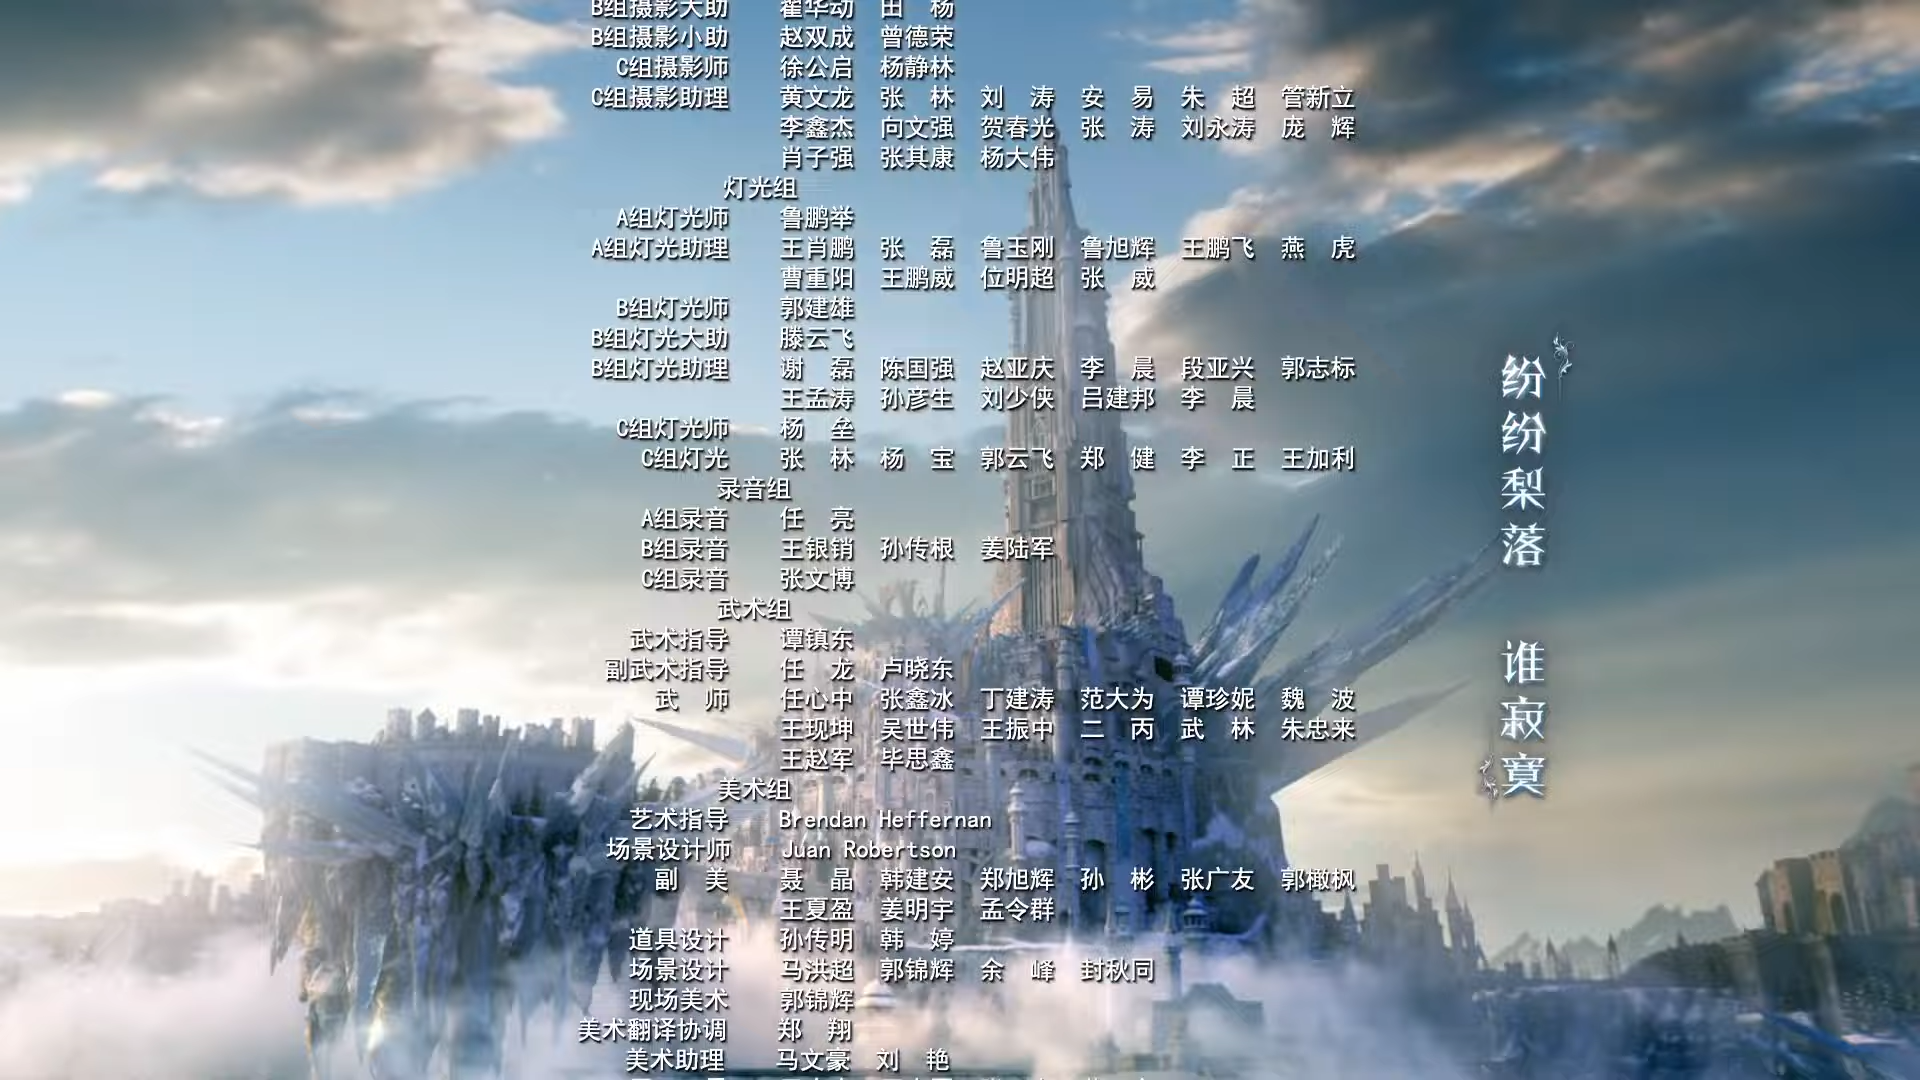 B组摄影大助 翟华动 田 杨
B组摄影小助 赵双成 曾德荣
C组摄影师 徐公启 杨静林
C组摄影助理 黄文龙 张 林 刘 涛 安 易 朱 超 管新立
李鑫杰 向文强 贺春光 张 涛 刘永涛 庞 辉
肖子强 张其康 杨大伟
灯光组
A组灯光师 鲁鹏举
A组灯光助理 王肖鹏 张 磊 鲁玉刚 鲁旭辉 王鹏飞 燕 虎
曹重阳 王鹏威 位明超 张 威
B组灯光师 郭建雄
B组灯光大助 滕云飞
B组灯光助理 谢 磊 陈国强 赵亚庆 李 晨 段亚兴 郭志标
王孟涛 孙彦生 刘少侠 吕建邦 李 晨
C组灯光师 杨 垒
C组灯光 张 林 杨 宝 郭云飞 郑 健 李 正 王加利
录音组
A组录音 任 亮
B组录音 王银销 孙传根 姜陆军
C组录音 张文博
武术组
武术指导 谭镇东
副武术指导 任 龙 卢晓东
武 师 任心中 张鑫冰 丁建涛 范大为 谭珍妮 魏 波
王现坤 吴世伟 王振中 二 丙 武 林 朱忠来
王赵军 毕思鑫
美术组
艺术指导 Brendan Heffernan
场景设计师 Juan Robertson
副 美 聂 晶 韩建安 郑旭辉 孙 彬 张广友 郭橄枫
王夏盈 姜明宇 孟令群
道具设计 孙传明 韩 婷
场景设计 马洪超 郭锦辉 余 峰 封秋同
现场美术 郭锦辉
美术翻译协调 郑 翔
美术助理 马文豪 刘 艳
纷纷梨落 谁寂寞